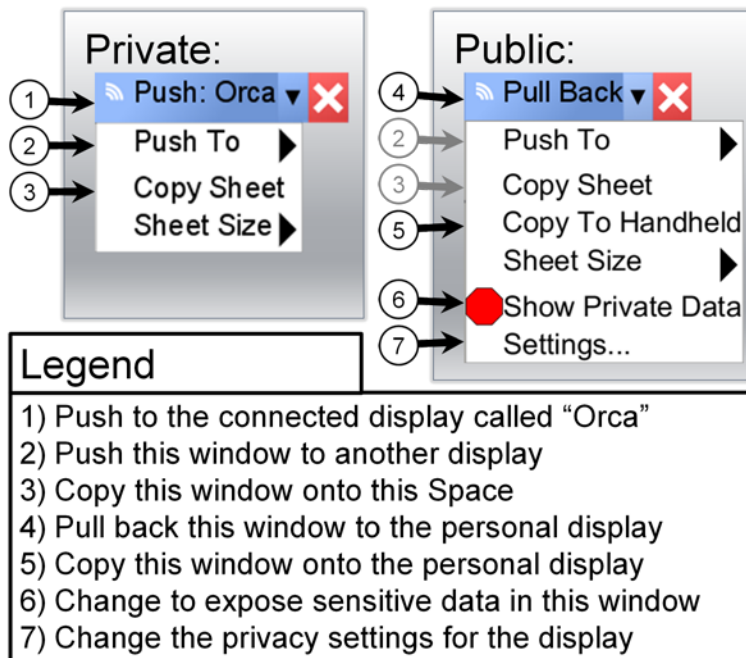 Private:
1 Push: Orca
2 Push To
3 Copy Sheet
Sheet Size
Public:
4 Pull Back
2 Push To
3 Copy Sheet
5 Copy To Handheld
Sheet Size
6 Show Private Data
7 Settings...
Legend
1) Push to the connected display called “Orca”
2) Push this window to another display
3) Copy this window onto this Space
4) Pull back this window to the personal display
5) Copy this window onto the personal display
6) Change to expose sensitive data in this window
7) Change the privacy settings for the display